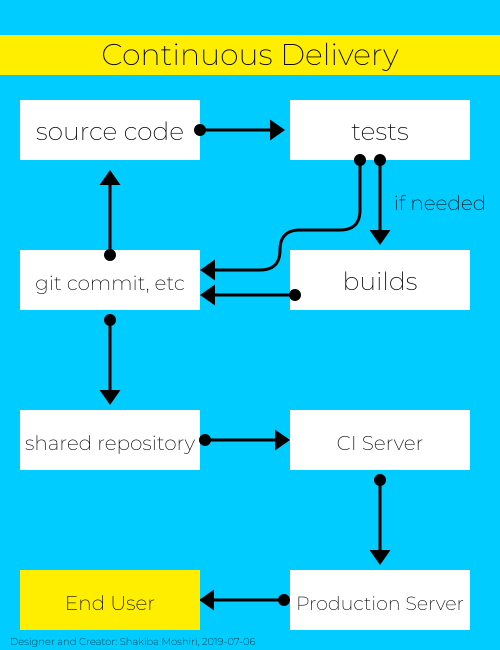 Continuous Delivery
source code
tests
if needed
git commit, etc
builds
shared repository
CI Server
End User
Production Server
Designer and Creator: Shakiba Moshiri, 2019-07-06